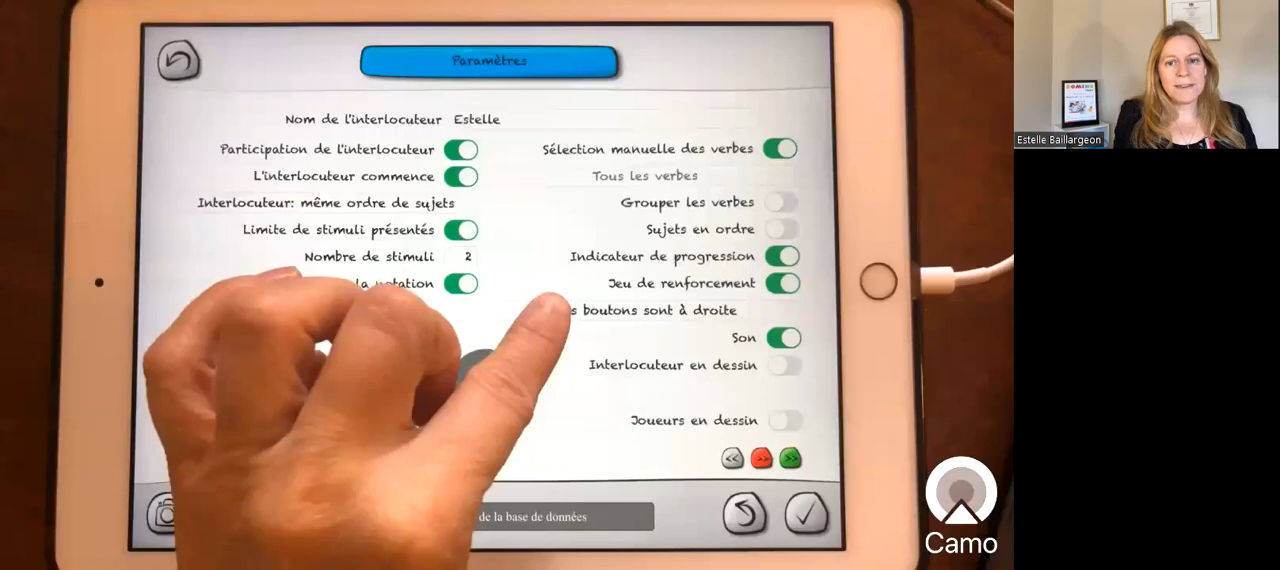 Paramètres
Nom de l'interlocuteur Estelle
Participation de l'interlocuteur
L'interlocuteur commence
Interlocuteur: même ordre de sujets
Limite de stimuli présentés
Nombre de stimuli 2
la notation
Sélection manuelle des verbes
Tous les verbes
Grouper les verbes
Sujets en ordre
Indicateur de progression
Jeu de renforcement
s boutons sont à droite
Son
Interlocuteur en dessin
Joueurs en dessin
<< >> >>
de la base de données
Camo
Estelle Baillargeon
DOMINO